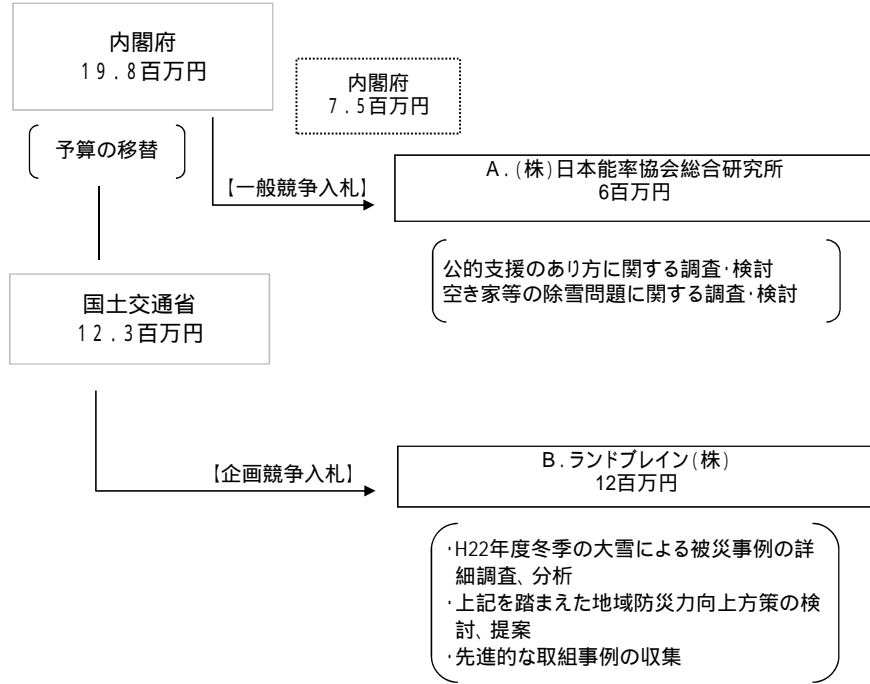 内閣府
19.8百万円
内閣府
7.5百万円
予算の移替
【一般競争入札】
A.(株)日本能率協会総合研究所
6百万円
公的支援のあり方に関する調査・検討
空き家等の除雪問題に関する調査・検討
国土交通省
12.3百万円
【企画競争入札】
B.ランドブレイン(株)
12百万円
・H22年度冬季の大雪による被災事例の詳
細調査、分析
・上記を踏まえた地域防災力向上方策の検
討、提案
・先進的な取組事例の収集